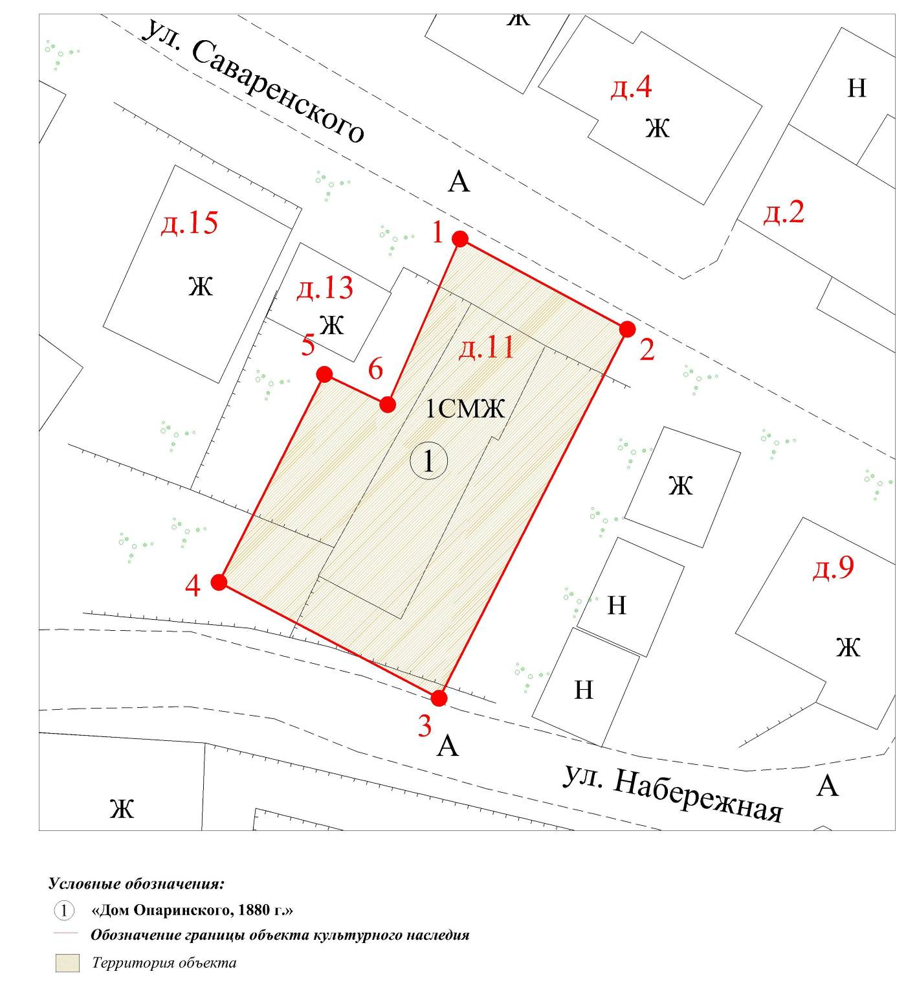 Ж
ул. Саваренского
д.4
Ж
Н
А
д.2
д.15
Ж
1
д.13
Ж
2
д.11
5
6
1СМЖ
1
Ж
4
д.9
Н
Ж
Н
3
А
ул. Набережная
А
Ж
Условные обозначения:
1 «Дом Опаринского, 1880 г.»
Обозначение границы объекта культурного наследия
Территория объекта